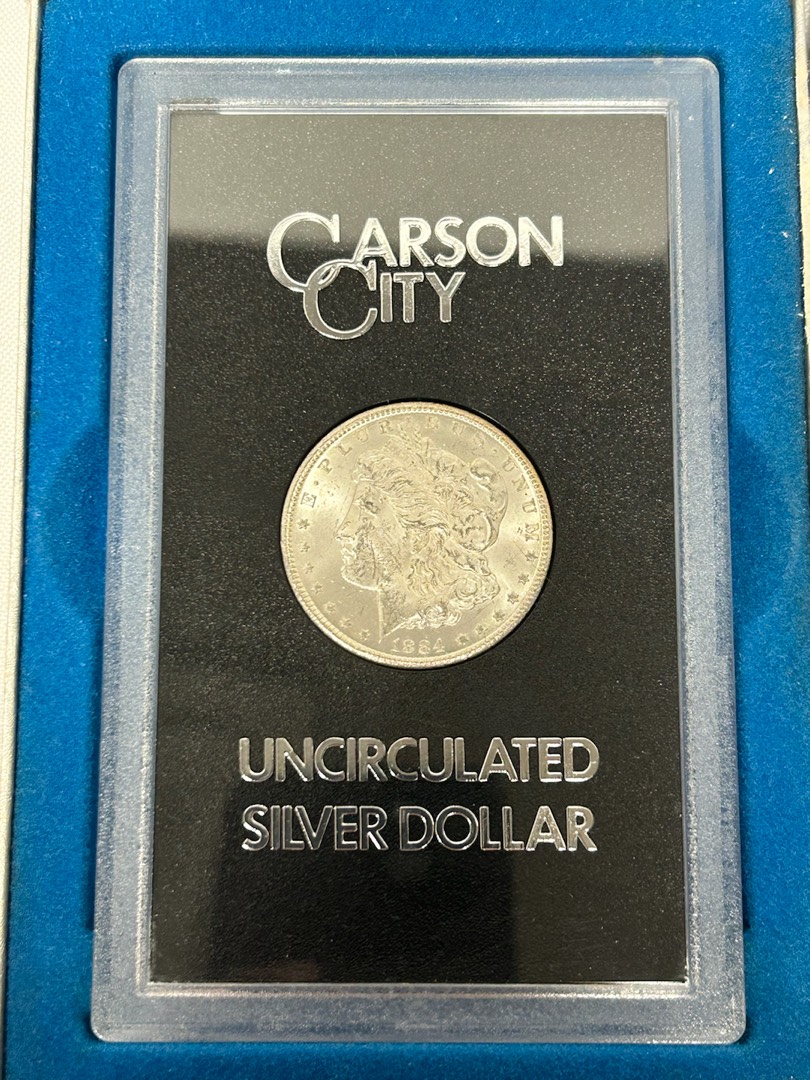 CARSON
CITY
E·PLURIBUS·UNUM
1884
UNCIRCULATED
SILVER DOLLAR